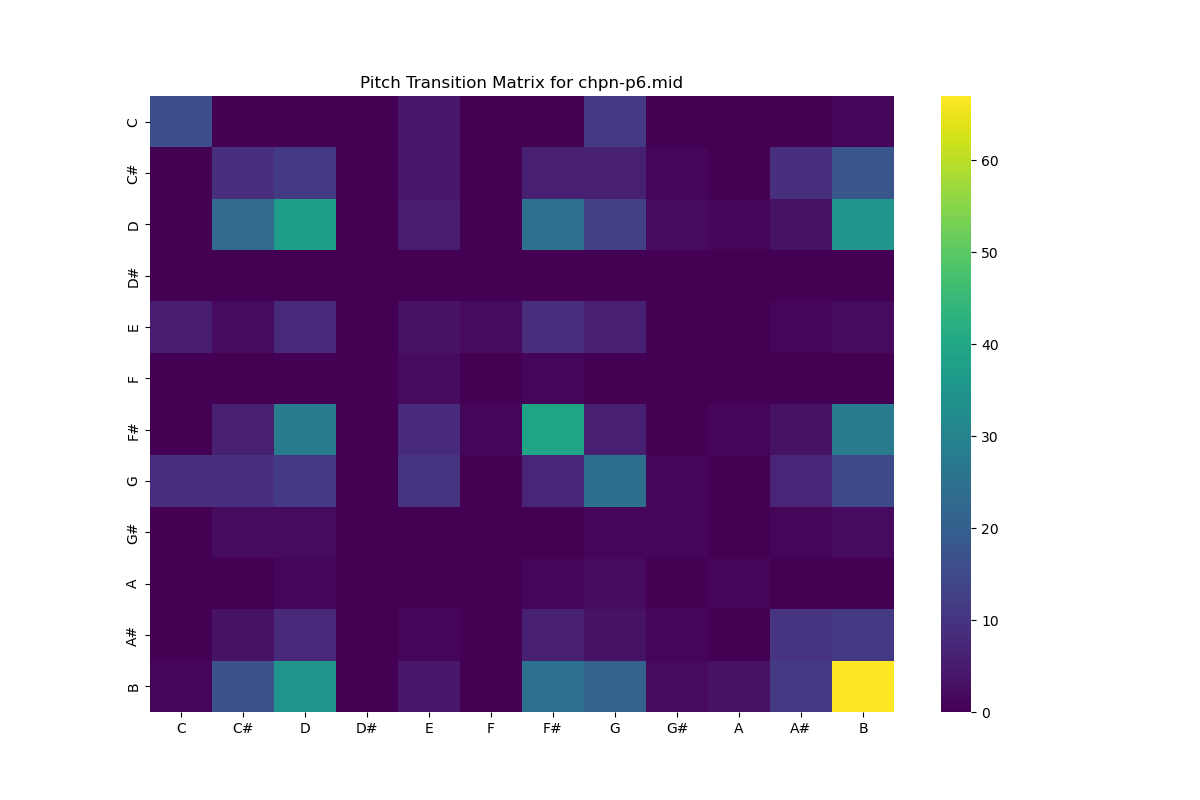 Pitch Transition Matrix for chpn-p6.mid
C
C#
D
D#
E
F
F#
G
G#
A
A#
B
C C# D D# E F F# G G# A A# B
60
50
40
30
20
10
0